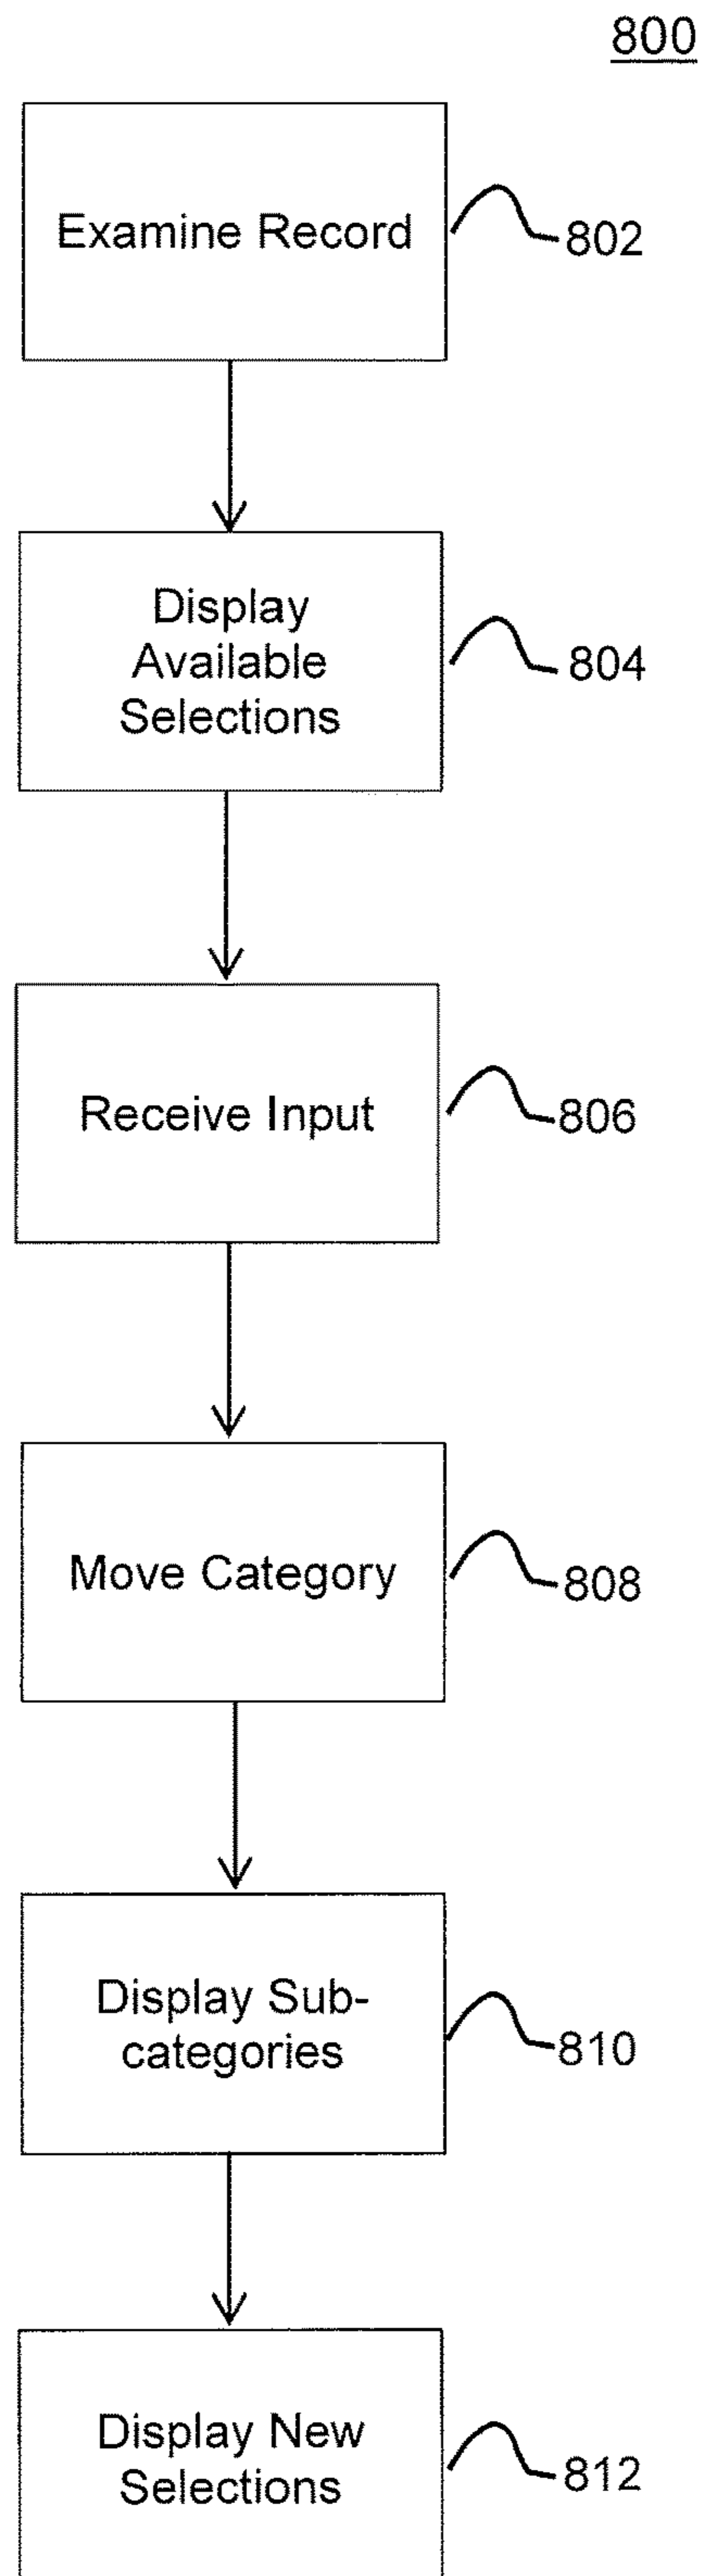 800
Examine Record
802
Display
Available
Selections
804
Receive Input
806
Move Category
808
Display Sub-
categories
810
Display New
Selections
812